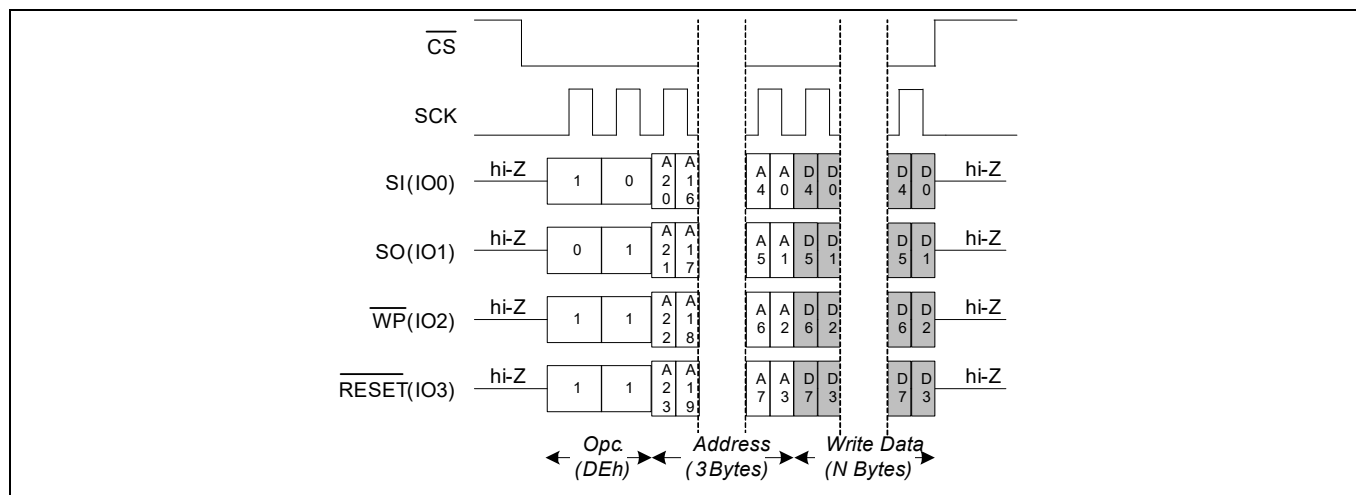 CS
SCK
SI(IO0) hi-Z 1 0 A20 A16 A4 A0 D4 D0 D4 D0 hi-Z
SO(IO1) hi-Z 0 1 A21 A17 A5 A1 D5 D1 D5 D1 hi-Z
WP(IO2) hi-Z 1 1 A22 A18 A6 A2 D6 D2 D6 D2 hi-Z
RESET(IO3) hi-Z 1 1 A23 A19 A7 A3 D7 D3 D7 D3 hi-Z
Opc. Address Write Data
(DEh) (3Bytes) (N Bytes)